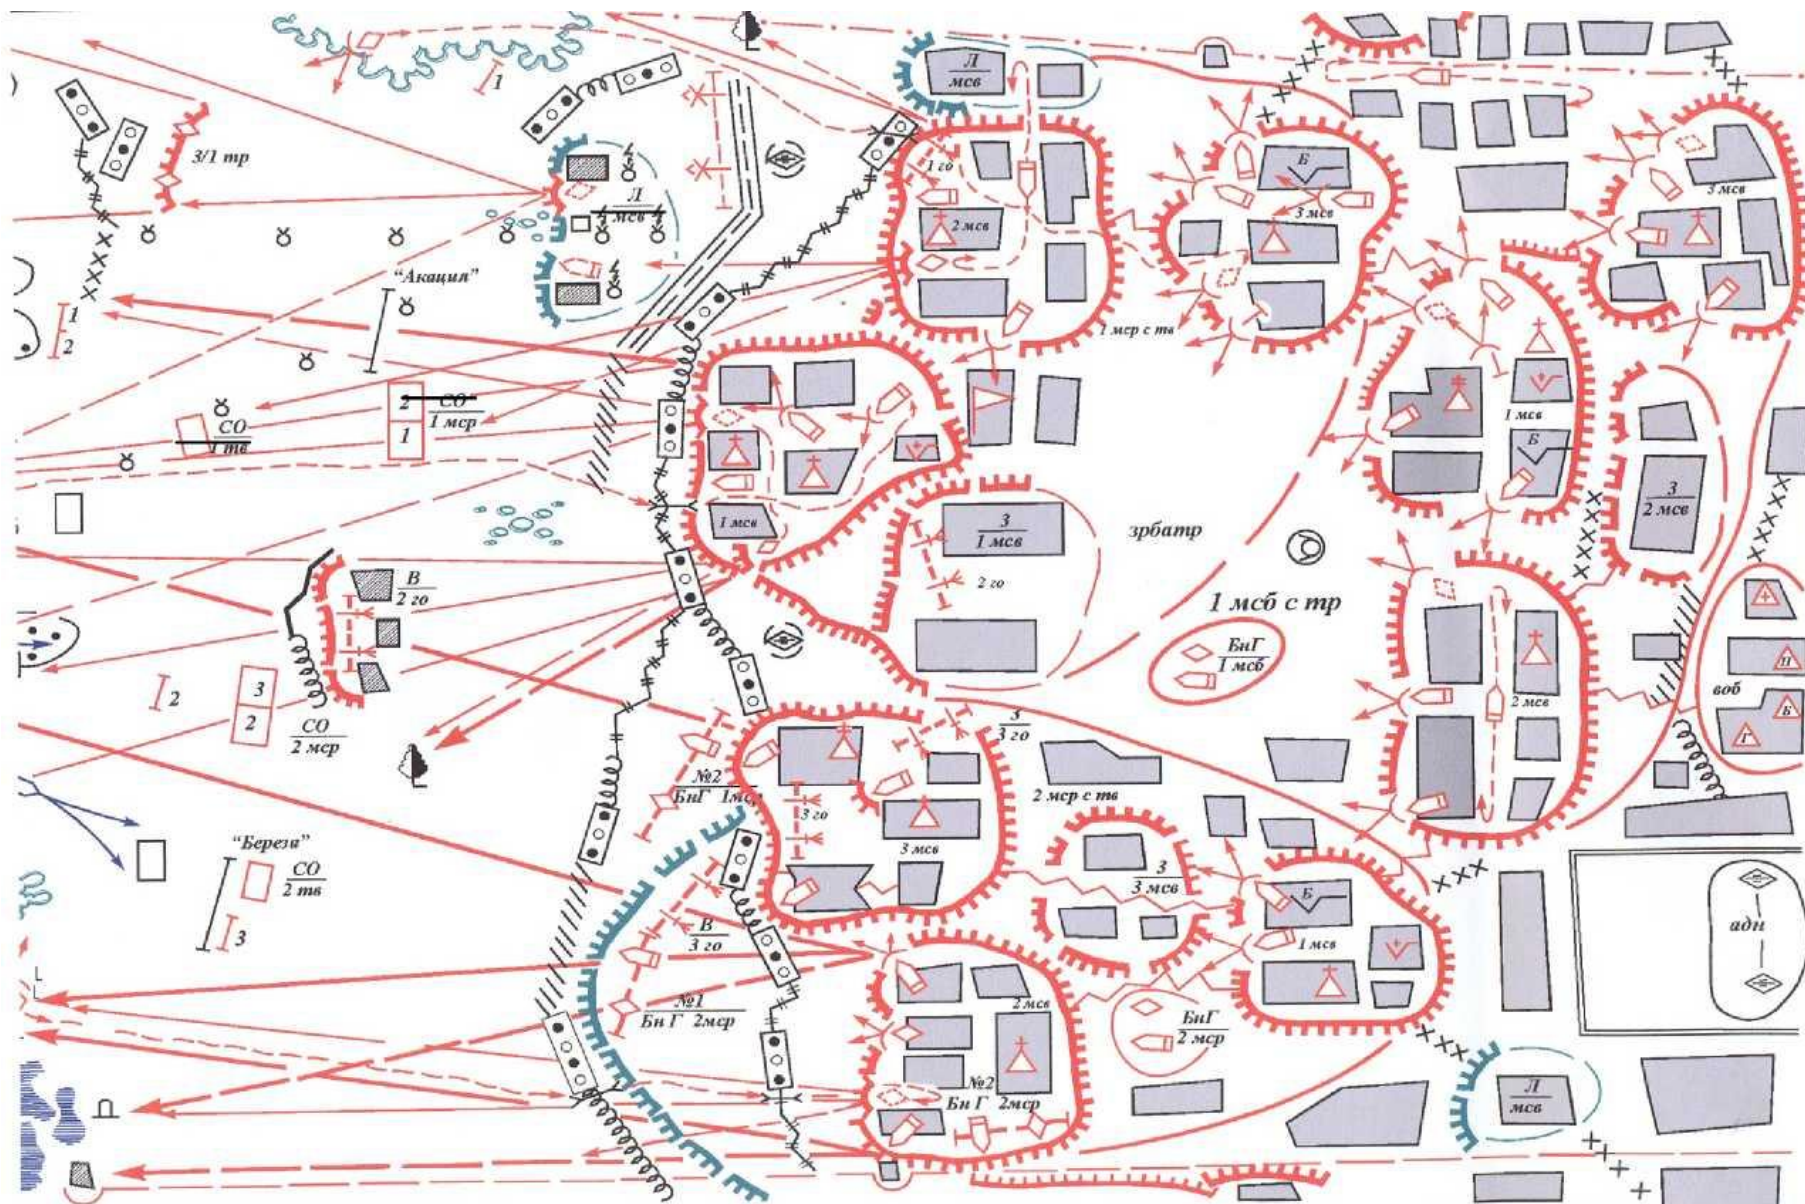 Л
мсв
1
3/1 тр
1 го
Б
3 мсв
3 мсв
Л
мсв
2 мсв
"Акация"
1
2
1 мср с тв
2
1
СО
1 мср
СО
1 тв
1 мсв
Б
3
2 мсв
1 мсв
3
1 мсв
зрбатр
2 го
В
2 го
1 мсб с тр
БнГ
1 мсб
П
воб
Б
Г
2 мсв
3
2
2
СО
2 мср
3
3 го
№2
БнГ 1мср
3 го
2 мср с тв
3 мсв
"Береза"
СО
2 тв
3
3
3 мсв
Б
1 мсв
адн
В
3 го
№1
Бн Г 2мср
2 мсв
БнГ
2 мср
№2
Бн Г 2мср
Л
мсв